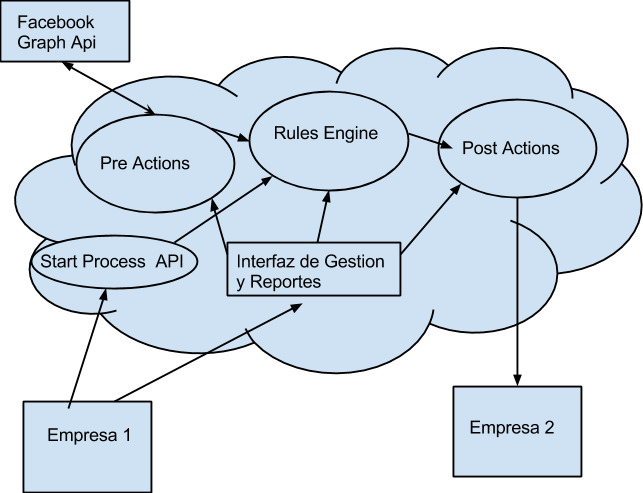 Facebook
Graph Api
Pre Actions
Rules Engine
Post Actions
Start Process API
Interfaz de Gestion
y Reportes
Empresa 1
Empresa 2